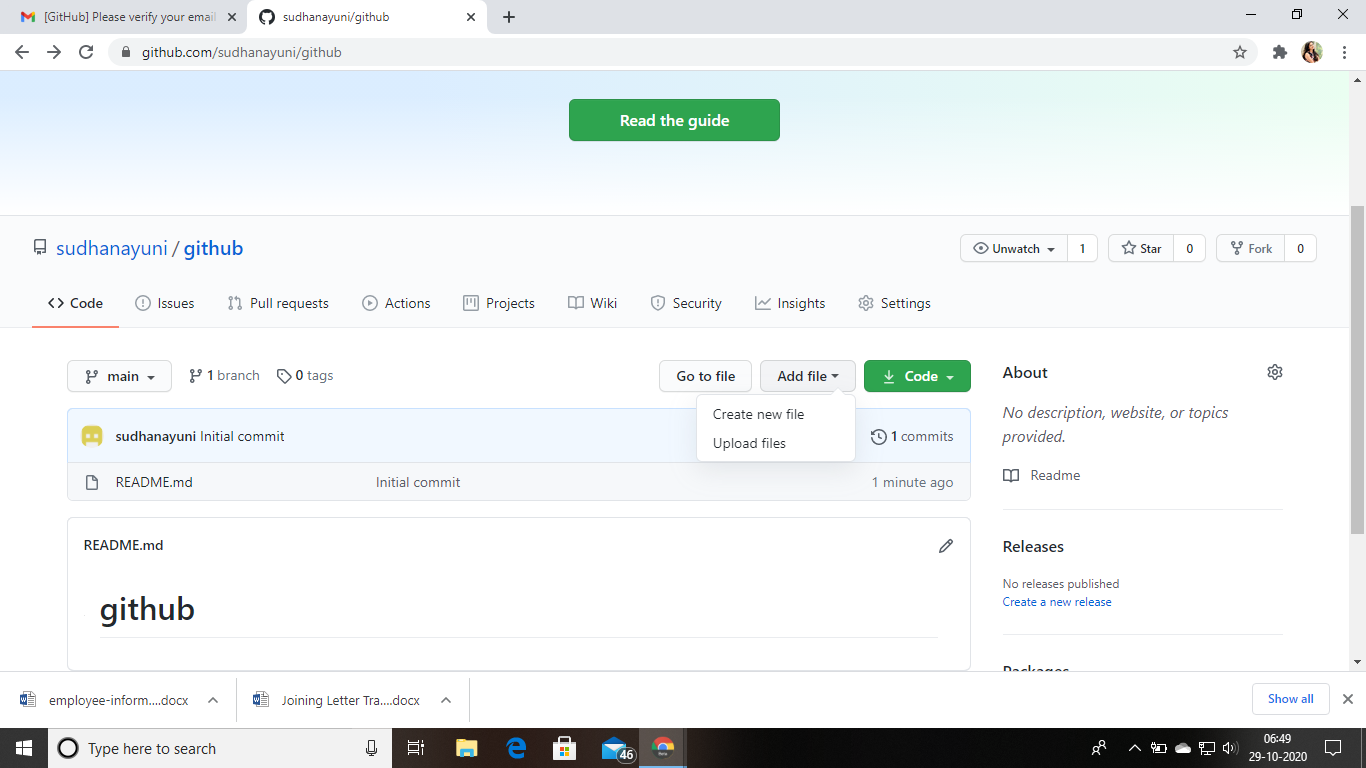 [GitHub] Please verify your email
sudhanayuni/github
github.com/sudhanayuni/github
Read the guide
sudhanayuni / github
Unwatch 1
Star 0
Fork 0
Code
Issues
Pull requests
Actions
Projects
Wiki
Security
Insights
Settings
main
1 branch
0 tags
Go to file
Add file
Code
Create new file
Upload files
sudhanayuni Initial commit
1 commits
README.md
Initial commit
1 minute ago
README.md
github
About
No description, website, or topics
provided.
Readme
Releases
No releases published
Create a new release
Packages
employee-inform....docx
Joining Letter Tra....docx
Show all
Type here to search
46
06:49
29-10-2020